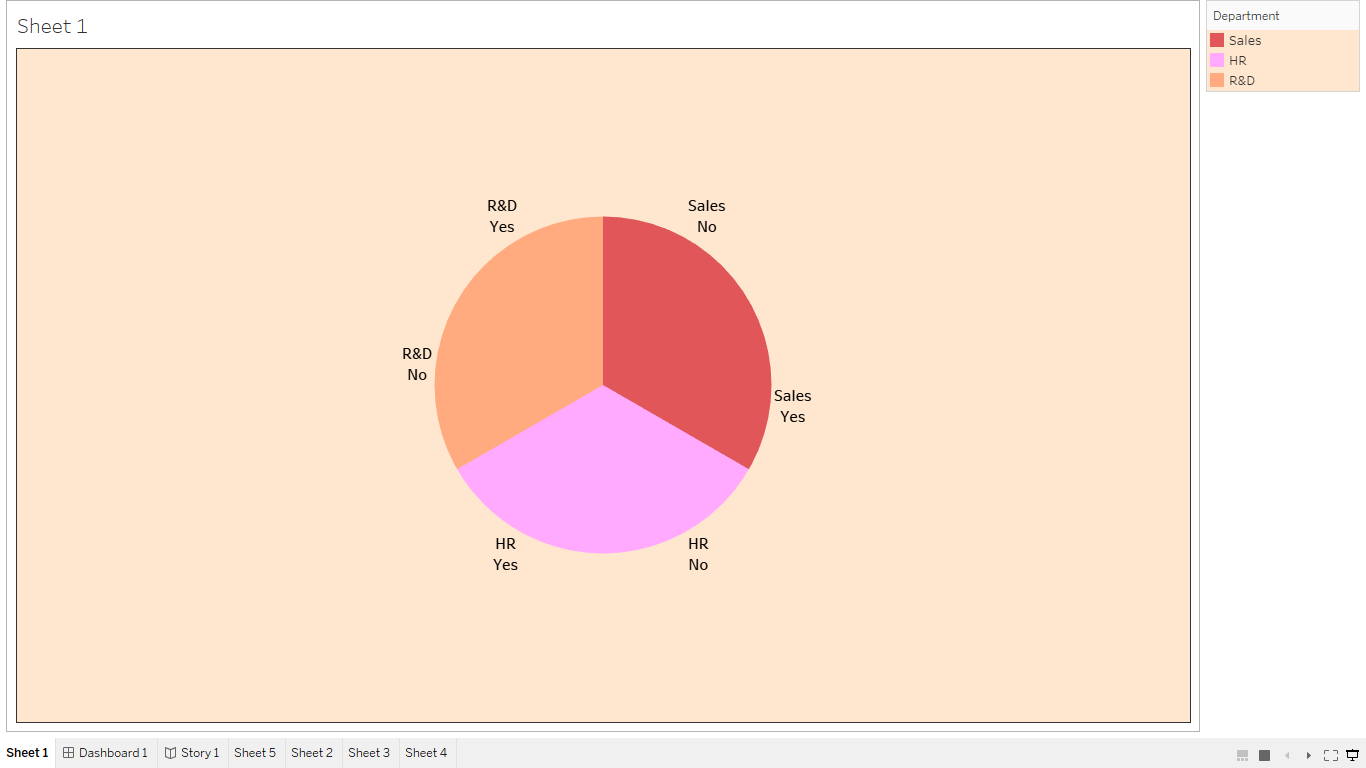 Sheet 1
Department
Sales
HR
R&D
R&D
Yes
Sales
No
R&D
No
Sales
Yes
HR
Yes
HR
No
Sheet 1 Dashboard 1 Story 1 Sheet 5 Sheet 2 Sheet 3 Sheet 4